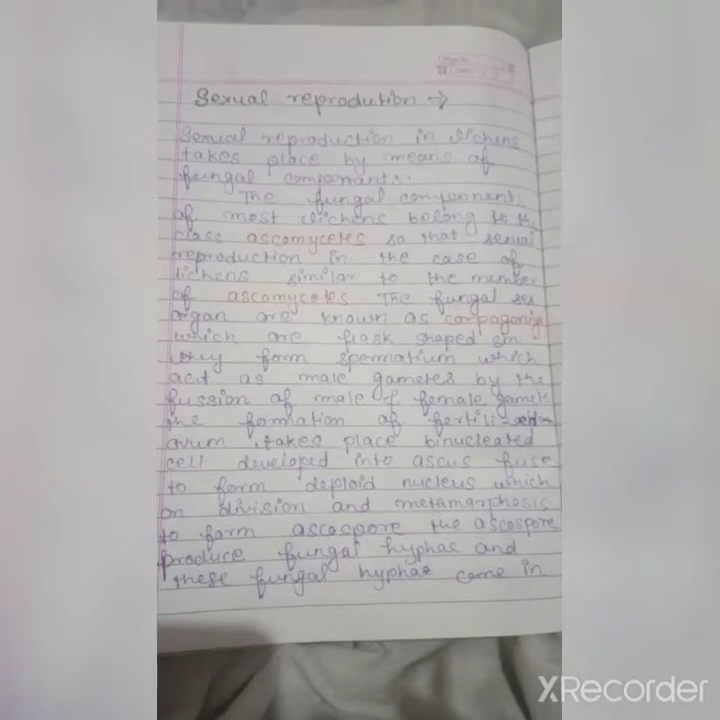 Sexual reprodution →
Sexual reproduction in lichens
takes place by means of
fungal componants.
The fungal component
of most lichens belong to the
class ascomycetes so that sexual
reproduction in the case of
lichens similar to the member
of ascomycetes The fungal sex
organ are known as carpogonia
which are flask shaped
they form spermatium which
act as male gametes by the
fussion of male & female gamete
the formation of fertilized
ovum takes place binucleated
cell developed into ascus fuse
to form deploid nucleus which
on division and metamorphosis
to form ascospore the ascospore
produce fungal hyphae and
these fungal hyphae come in
XRecorder